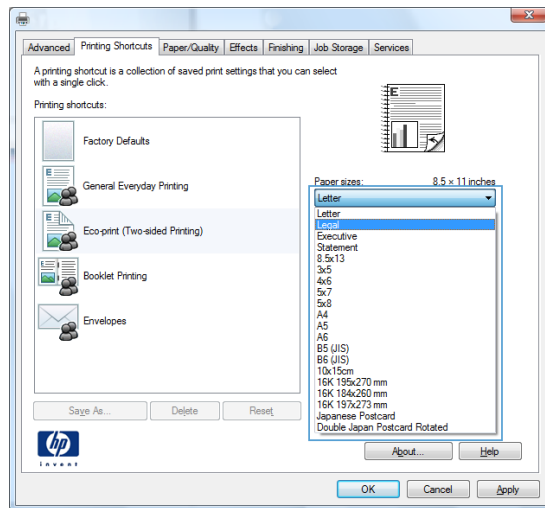 Advanced
Printing Shortcuts
Paper/Quality
Effects
Finishing
Job Storage
Services
A printing shortcut is a collection of saved print settings that you can select
with a single click.
Printing shortcuts:
Factory Defaults
General Everyday Printing
Eco-print (Two-sided Printing)
Booklet Printing
Envelopes
E
Paper sizes:
8.5 × 11 inches
Letter
Letter
Legal
Executive
Statement
8.5x13
3x5
4x6
5x7
5x8
A4
A5
A6
B5 (JIS)
B6 (JIS)
10x15cm
16K 195x270 mm
16K 184x260 mm
16K 197x273 mm
Japanese Postcard
Double Japan Postcard Rotated
Save As...
Delete
Reset
hp
invent
About...
Help
OK
Cancel
Apply